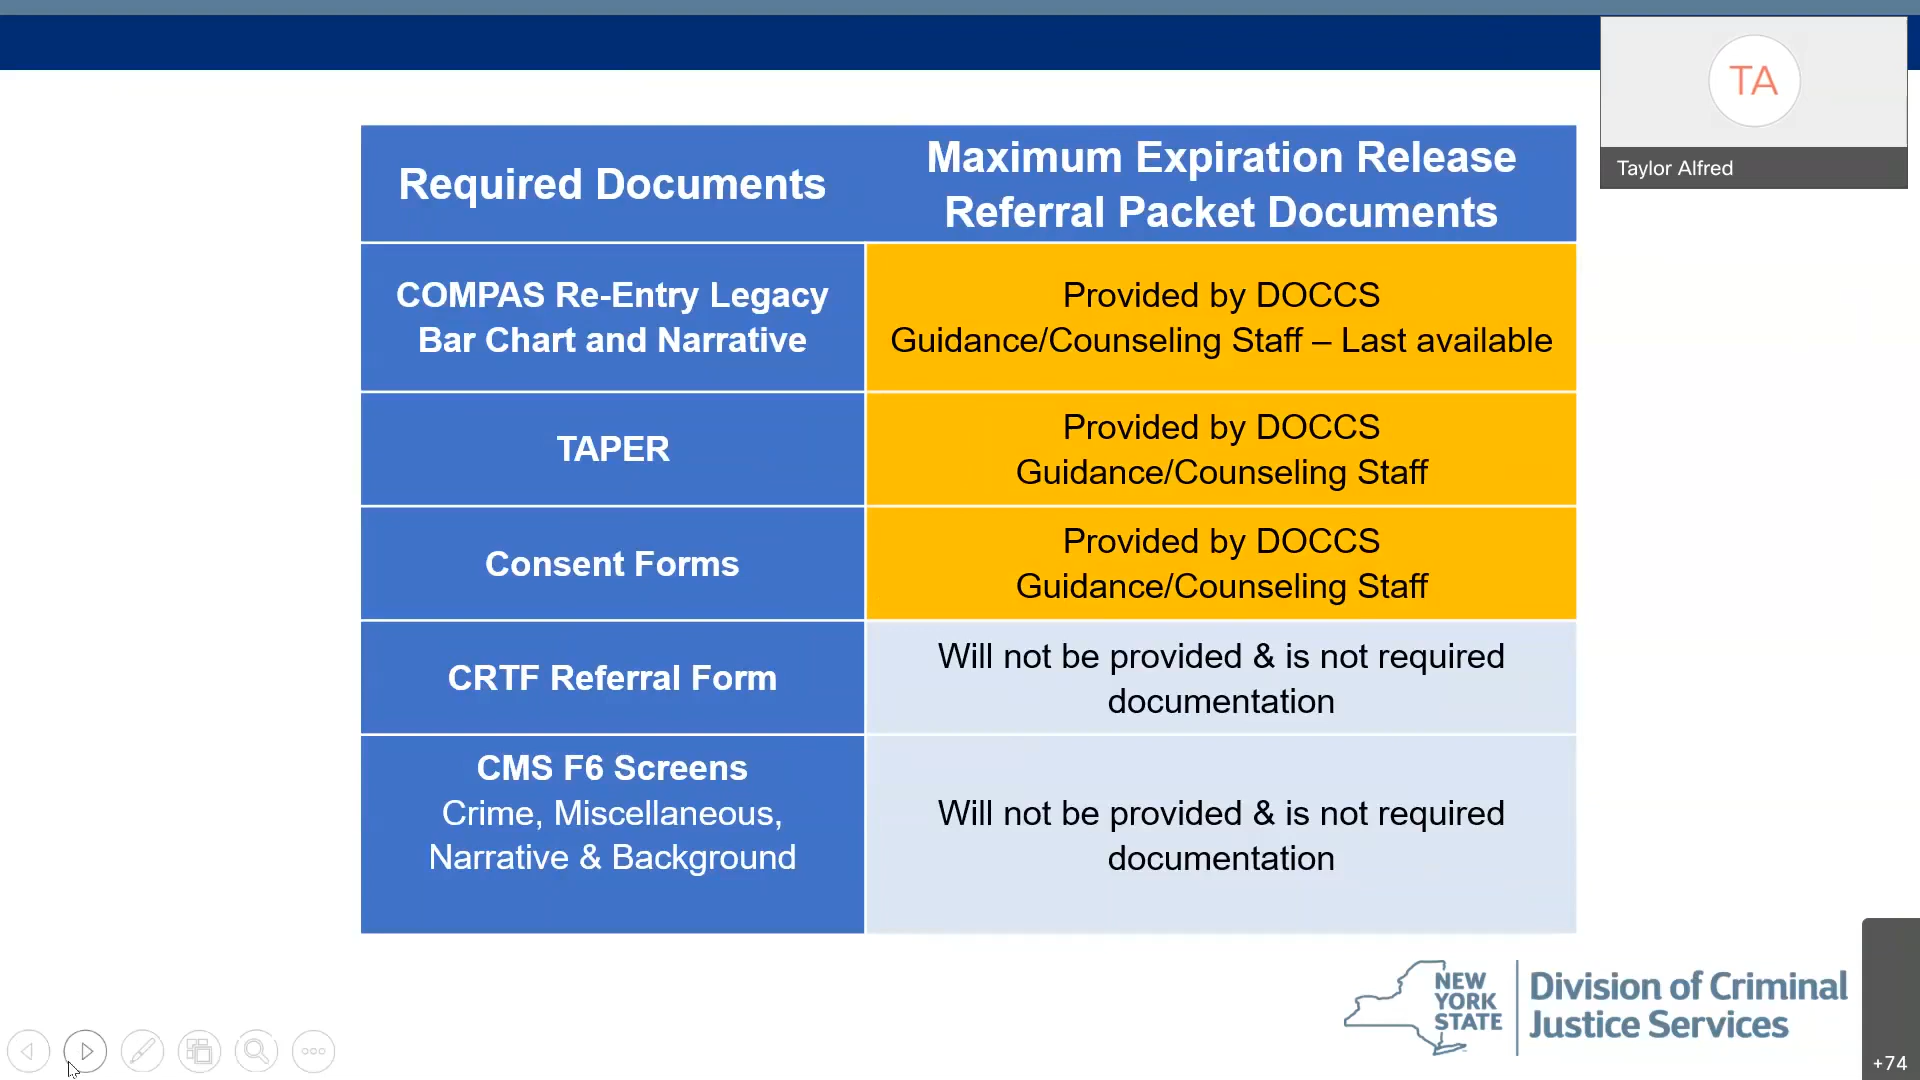 TA
Taylor Alfred
Required Documents
Maximum Expiration Release
Referral Packet Documents
COMPAS Re-Entry Legacy
Bar Chart and Narrative
Provided by DOCCS
Guidance/Counseling Staff – Last available
TAPER
Provided by DOCCS
Guidance/Counseling Staff
Consent Forms
Provided by DOCCS
Guidance/Counseling Staff
CRTF Referral Form
Will not be provided & is not required
documentation
CMS F6 Screens
Crime, Miscellaneous,
Narrative & Background
Will not be provided & is not required
documentation
NEW
YORK
STATE
Division of Criminal
Justice Services
+74